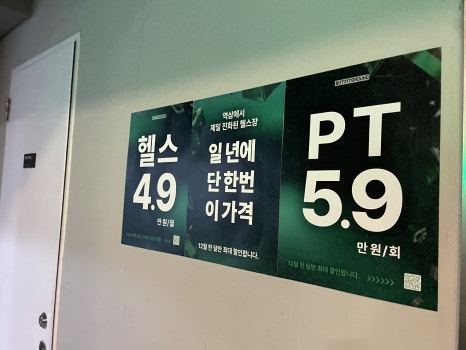 헬스
4.9
만원/월
역삼에서
제일 진화된 헬스장
일 년에
단 한번
이 가격
12월 한 달만 최대 할인합니다.
PT
5.9
만 원/회
12월 한 달만 최대 할인합니다. >>>>>>